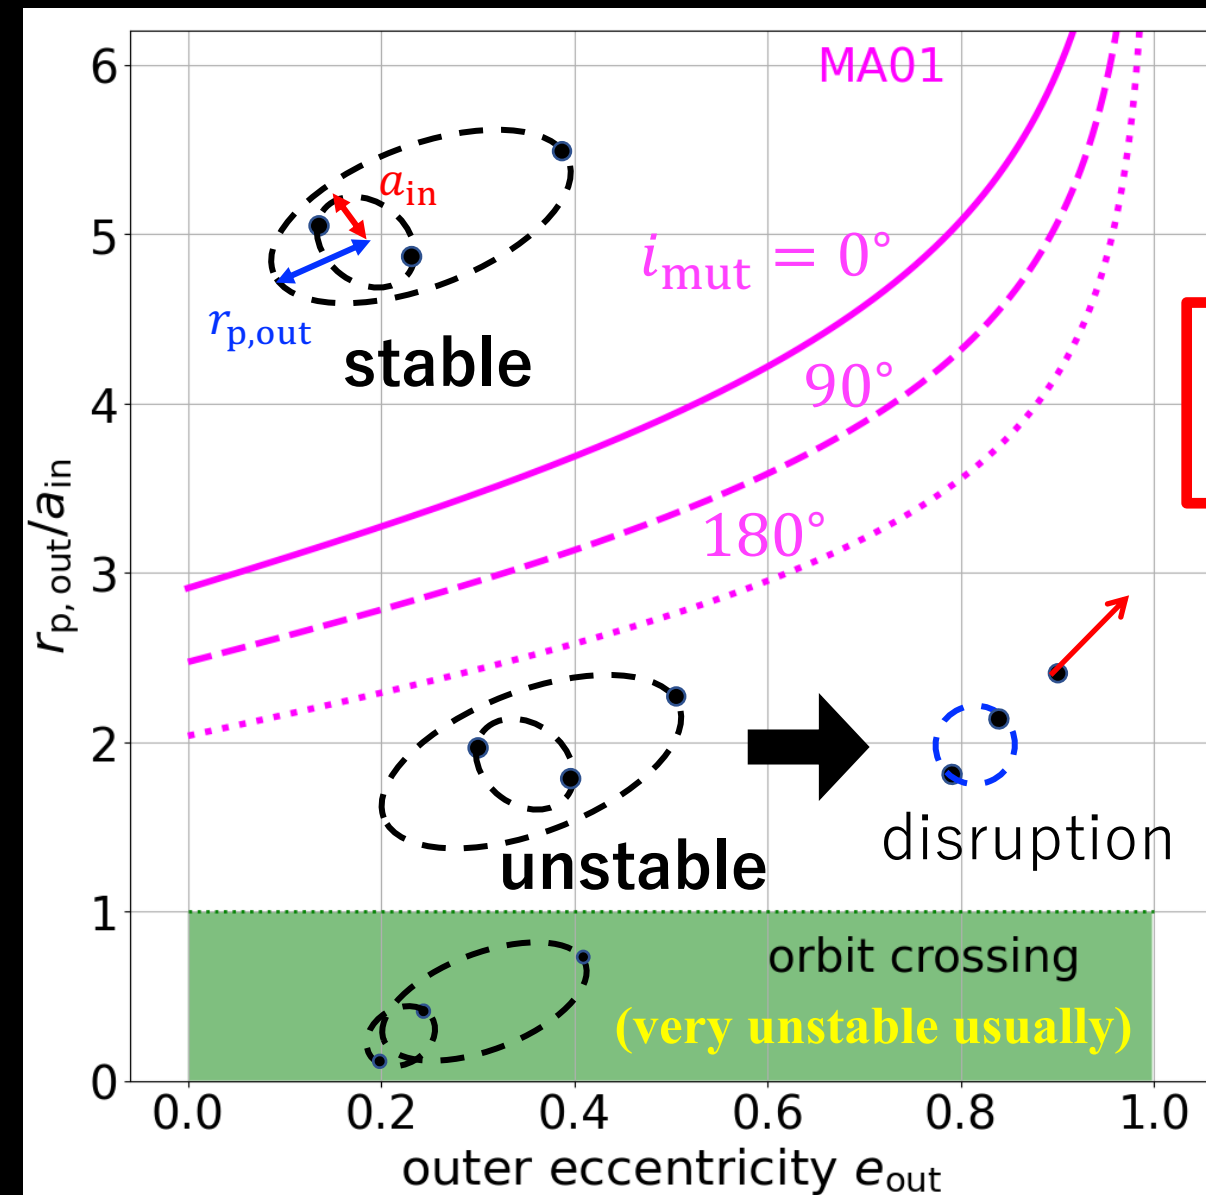 6
MA01
a_in
5
i_mut = 0°
r_p,out
stable
4
90°
r_p, out/a_in
180°
3
2
disruption
unstable
1
orbit crossing
(very unstable usually)
0
0.0 0.2 0.4 0.6 0.8 1.0
outer eccentricity e_out